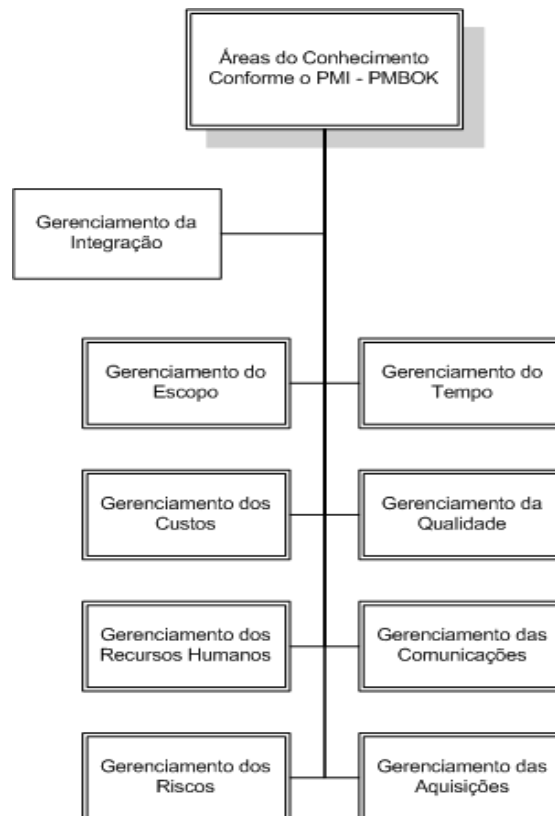 Áreas do Conhecimento
Conforme o PMI - PMBOK
Gerenciamento da
Integração
Gerenciamento do
Escopo
Gerenciamento do
Tempo
Gerenciamento dos
Custos
Gerenciamento da
Qualidade
Gerenciamento dos
Recursos Humanos
Gerenciamento das
Comunicações
Gerenciamento dos
Riscos
Gerenciamento das
Aquisições